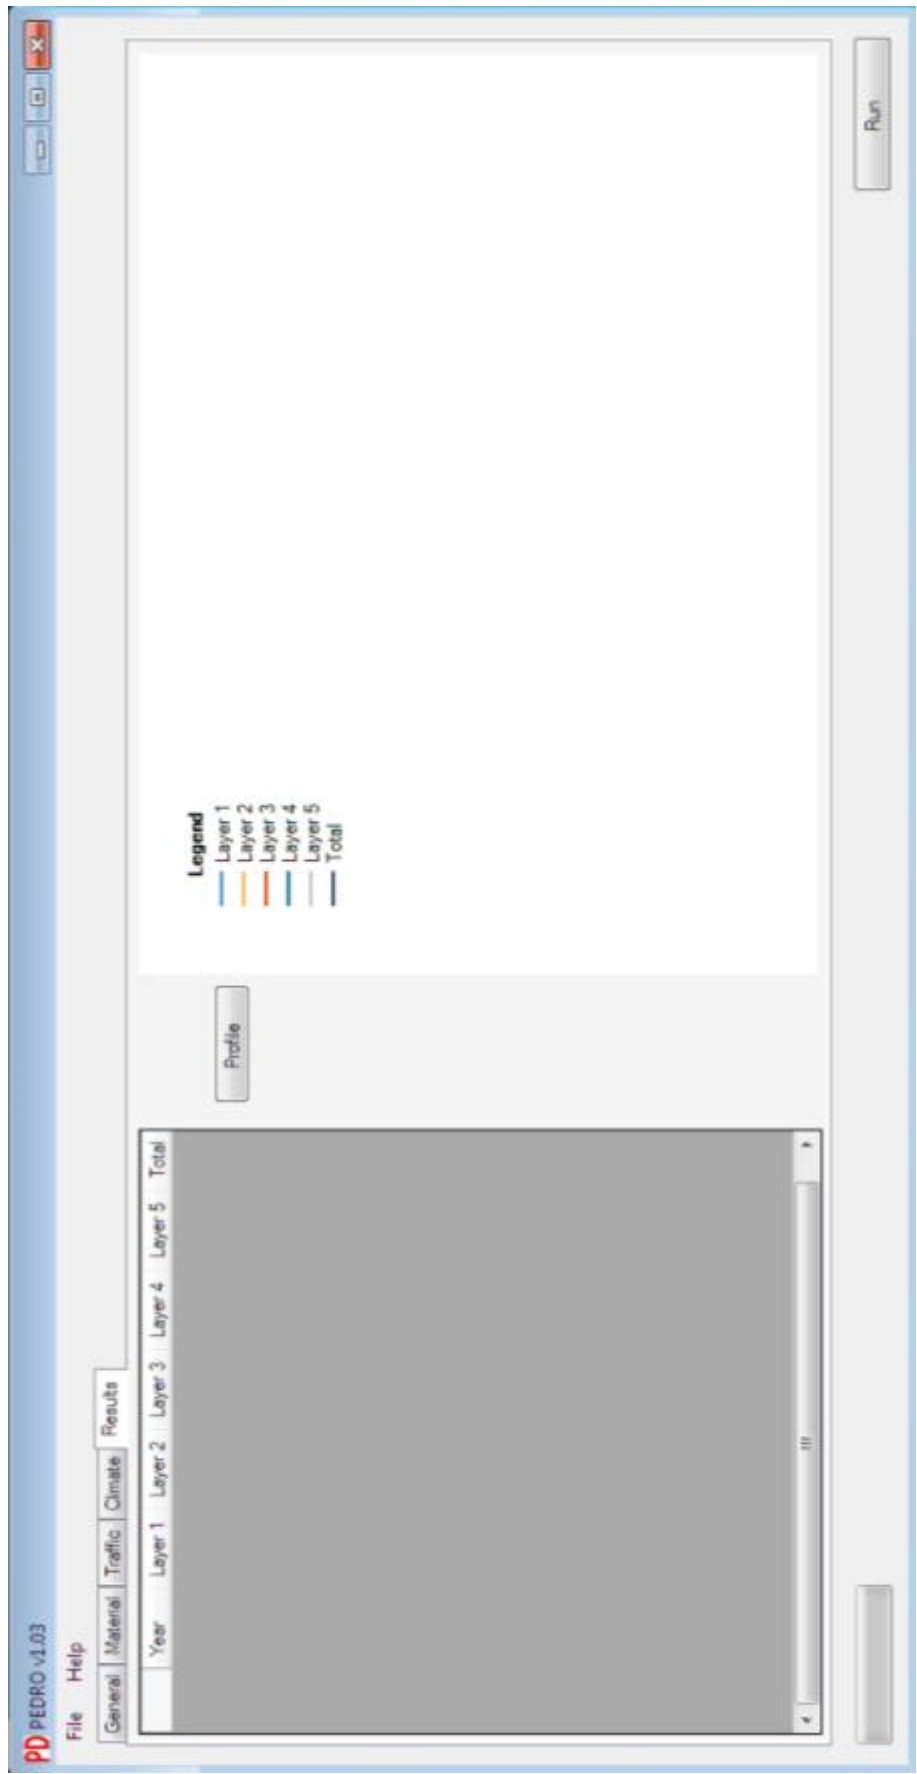 PD PEDRO v1.03
File Help
General Material Traffic Climate Results
Year Layer 1 Layer 2 Layer 3 Layer 4 Layer 5 Total
Profile
Legend
Layer 1
Layer 2
Layer 3
Layer 4
Layer 5
Total
Run